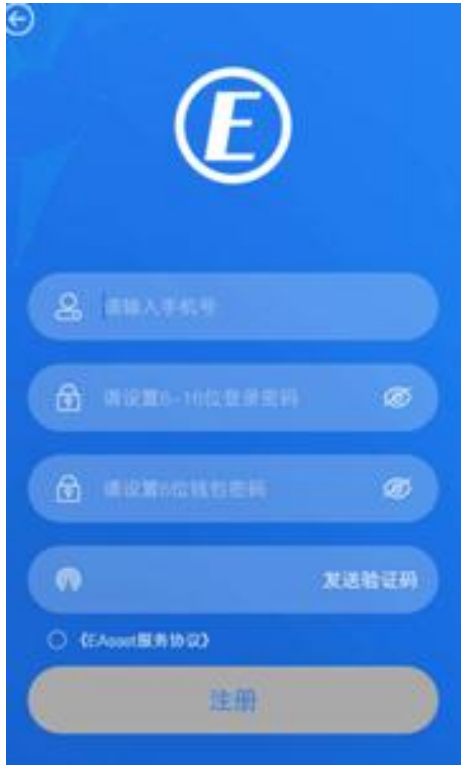 E
请输入手机号
请设置6-16位登录密码
请设置6位钱包密码
发送验证码
《EAsset服务协议》
注册